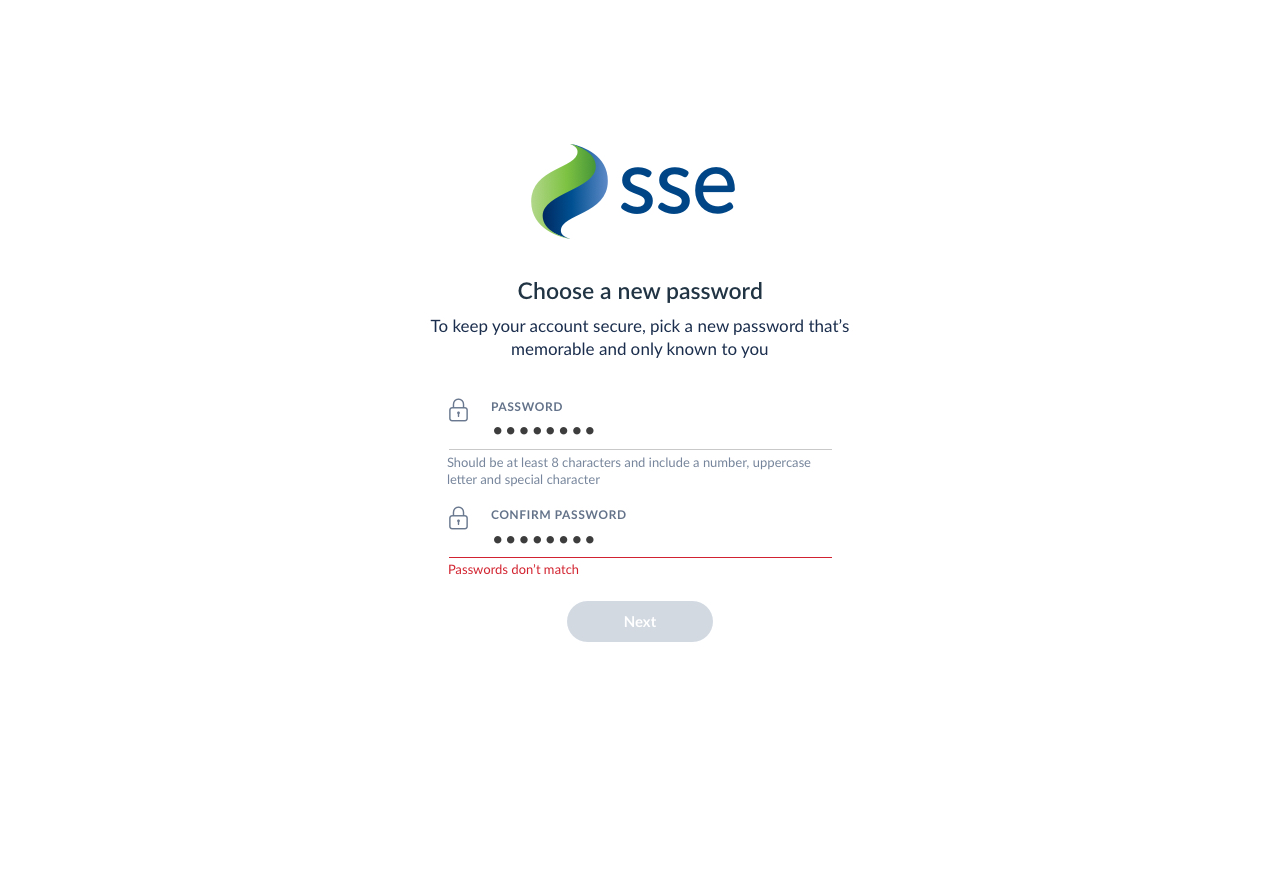 sse
Choose a new password
To keep your account secure, pick a new password that’s
memorable and only known to you
PASSWORD
••••••••
Should be at least 8 characters and include a number, uppercase
letter and special character
CONFIRM PASSWORD
••••••••
Passwords don’t match
Next